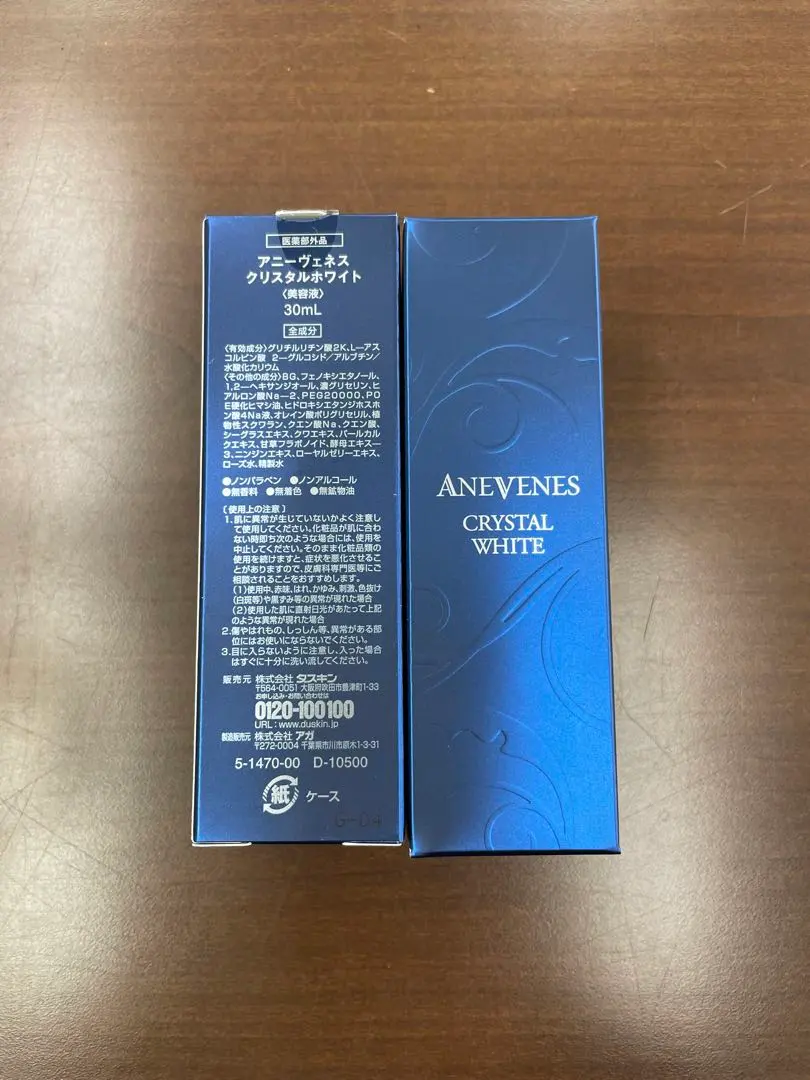 医薬部外品
アニーヴェネス
クリスタルホワイト
〈美容液〉
30mL
全成分
〈有効成分〉グリチルリチン酸2K、L−アス
コルビン酸 2−グルコシド/アルブチン/
水酸化カリウム
〈その他の成分〉BG、フェノキシエタノール、
1,2−ヘキサンジオール、濃グリセリン、ヒ
アルロン酸Na−2、PEG20000、PO
E硬化ヒマシ油、ヒドロキシエタンジホスホ
ン酸4Na液、オレイン酸ポリグリセリル、植
物性スクワラン、クエン酸Na、クエン酸、
シーグラスエキス、クワエキス、パールカル
クエキス、甘草フラボノイド、酵母エキス−
3、ニンジンエキス、ローヤルゼリーエキス、
ローズ水、精製水
●ノンパラベン ●ノンアルコール
●無香料 ●無着色 ●無鉱物油
〔使用上の注意〕
1.肌に異常が生じていないかよく注意し
て使用してください。化粧品が肌に合わ
ない時即ち次のような場合には、使用を
中止してください。そのまま化粧品類の
使用を続けますと、症状を悪化させるこ
とがありますので、皮膚科専門医等にご
相談されることをおすすめします。
(1)使用中、赤味、はれ、かゆみ、刺激、色抜け
(白斑等)や黒ずみ等の異常が現れた場合
(2)使用した肌に直射日光があたって上記
のような異常が現れた場合
2.傷やはれもの、しっしん等、異常がある部
位にはお使いにならないでください。
3.目に入らないように注意し、入った場合
はすぐに十分に洗い流してください。
販売元 株式会社 ダスキン
〒564-0051 大阪府吹田市豊津町1-33
お申し込み・お問い合わせは
0120-100100
URL:www.duskin.jp
製造販売元 株式会社 アガ
〒272-0004 千葉県市川市原木1-3-31
5-1470-00 D-10500
紙 ケース
G-04
ANEVENES
CRYSTAL
WHITE